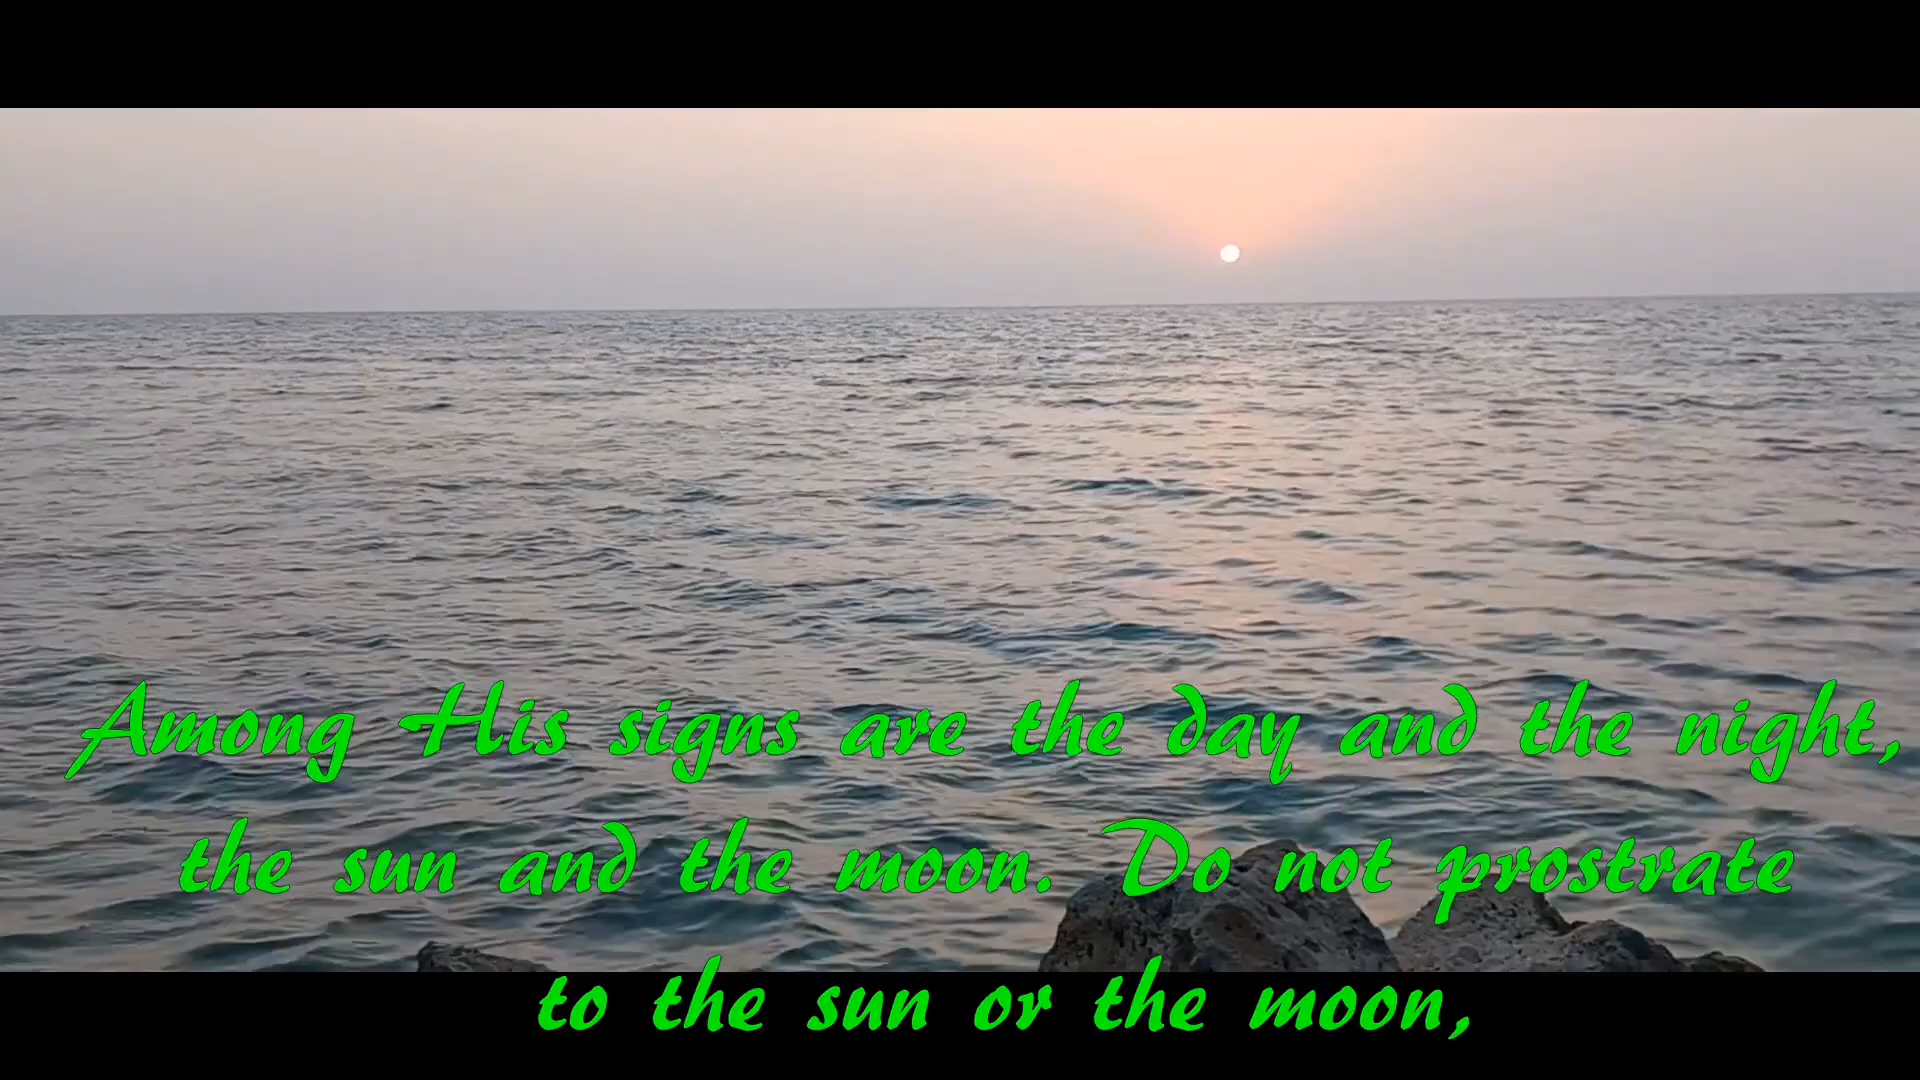 Among His signs are the day and the night,
the sun and the moon. Do not prostrate
to the sun or the moon,